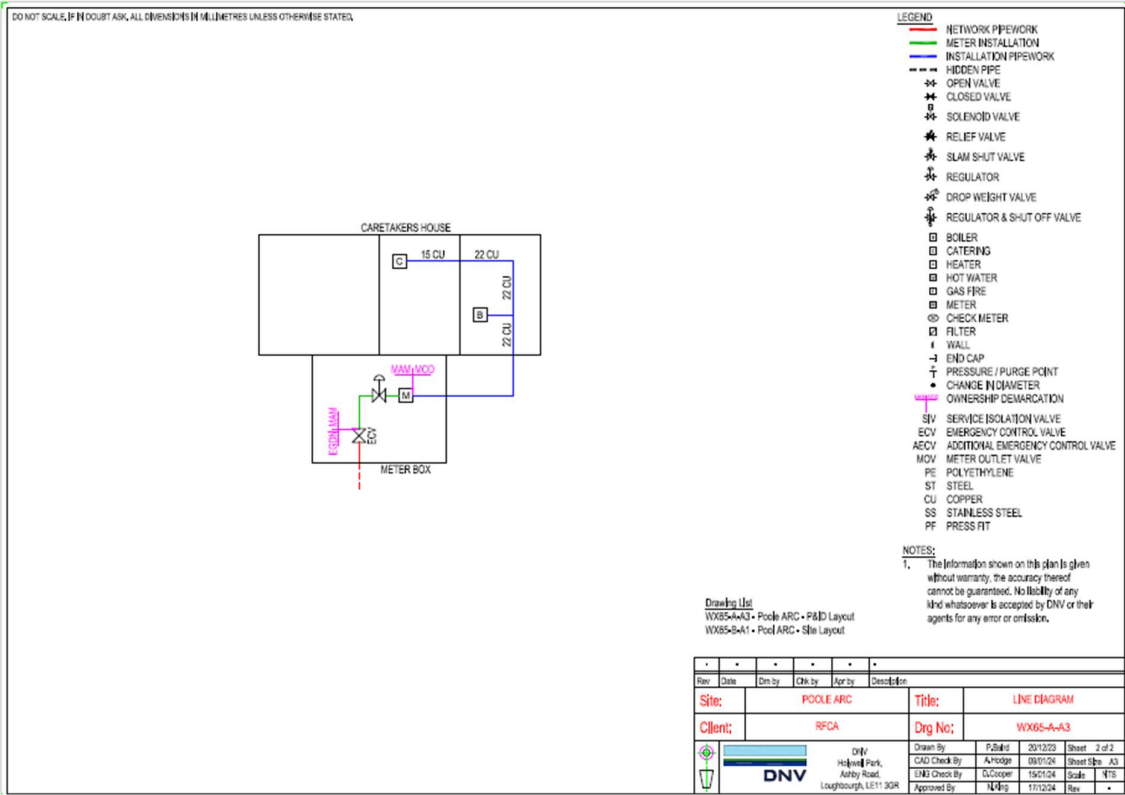 DO NOT SCALE, IF IN DOUBT ASK, ALL DIMENSIONS IN MILLIMETRES UNLESS OTHERWISE STATED.
LEGEND
NETWORK PIPEWORK
METER INSTALLATION
INSTALLATION PIPEWORK
HIDDEN PIPE
OPEN VALVE
CLOSED VALVE
SOLENOID VALVE
RELIEF VALVE
SLAM SHUT VALVE
REGULATOR
DROP WEIGHT VALVE
REGULATOR & SHUT OFF VALVE
BOILER
CATERING
HEATER
HOT WATER
GAS FIRE
METER
CHECK METER
FILTER
WALL
END CAP
PRESSURE / PURGE POINT
CHANGE IN DIAMETER
OWNERSHIP DEMARCATION
SIV SERVICE ISOLATION VALVE
ECV EMERGENCY CONTROL VALVE
AECV ADDITIONAL EMERGENCY CONTROL VALVE
MOV METER OUTLET VALVE
PE POLYETHYLENE
ST STEEL
CU COPPER
SS STAINLESS STEEL
PF PRESS FIT
NOTES:
1. The information shown on this plan is given
without warranty, the accuracy thereof
cannot be guaranteed. No liability of any
kind whatsoever is accepted by DNV or their
agents for any error or omission.
CARETAKERS HOUSE
C 15 CU 22 CU
22 CU
B
22 CU
MAM MOD
M
EGDN MAM
ECV
METER BOX
Drawing List
WX65-A-A3 - Poole ARC - P&ID Layout
WX65-B-A1 - Pool ARC - Site Layout
Rev Date Drn by Chk by Apr by Description
Site: POOLE ARC Title: LINE DIAGRAM
Client: RFCA Drg No: WX65-A-A3
DNV
DNV
Holywell Park,
Ashby Road,
Loughbourgh, LE11 3GR
Drawn By P.Baird 20/12/23 Sheet 2 of 2
CAD Check By A.Hodge 09/01/24 Sheet Size A3
ENG Check By D.Cooper 15/01/24 Scale NTS
Approved By N.King 17/12/24 Rev -